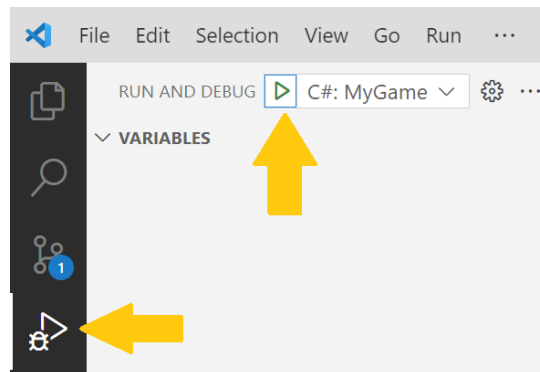 File Edit Selection View Go Run ...
RUN AND DEBUG C#: MyGame ...
VARIABLES
1